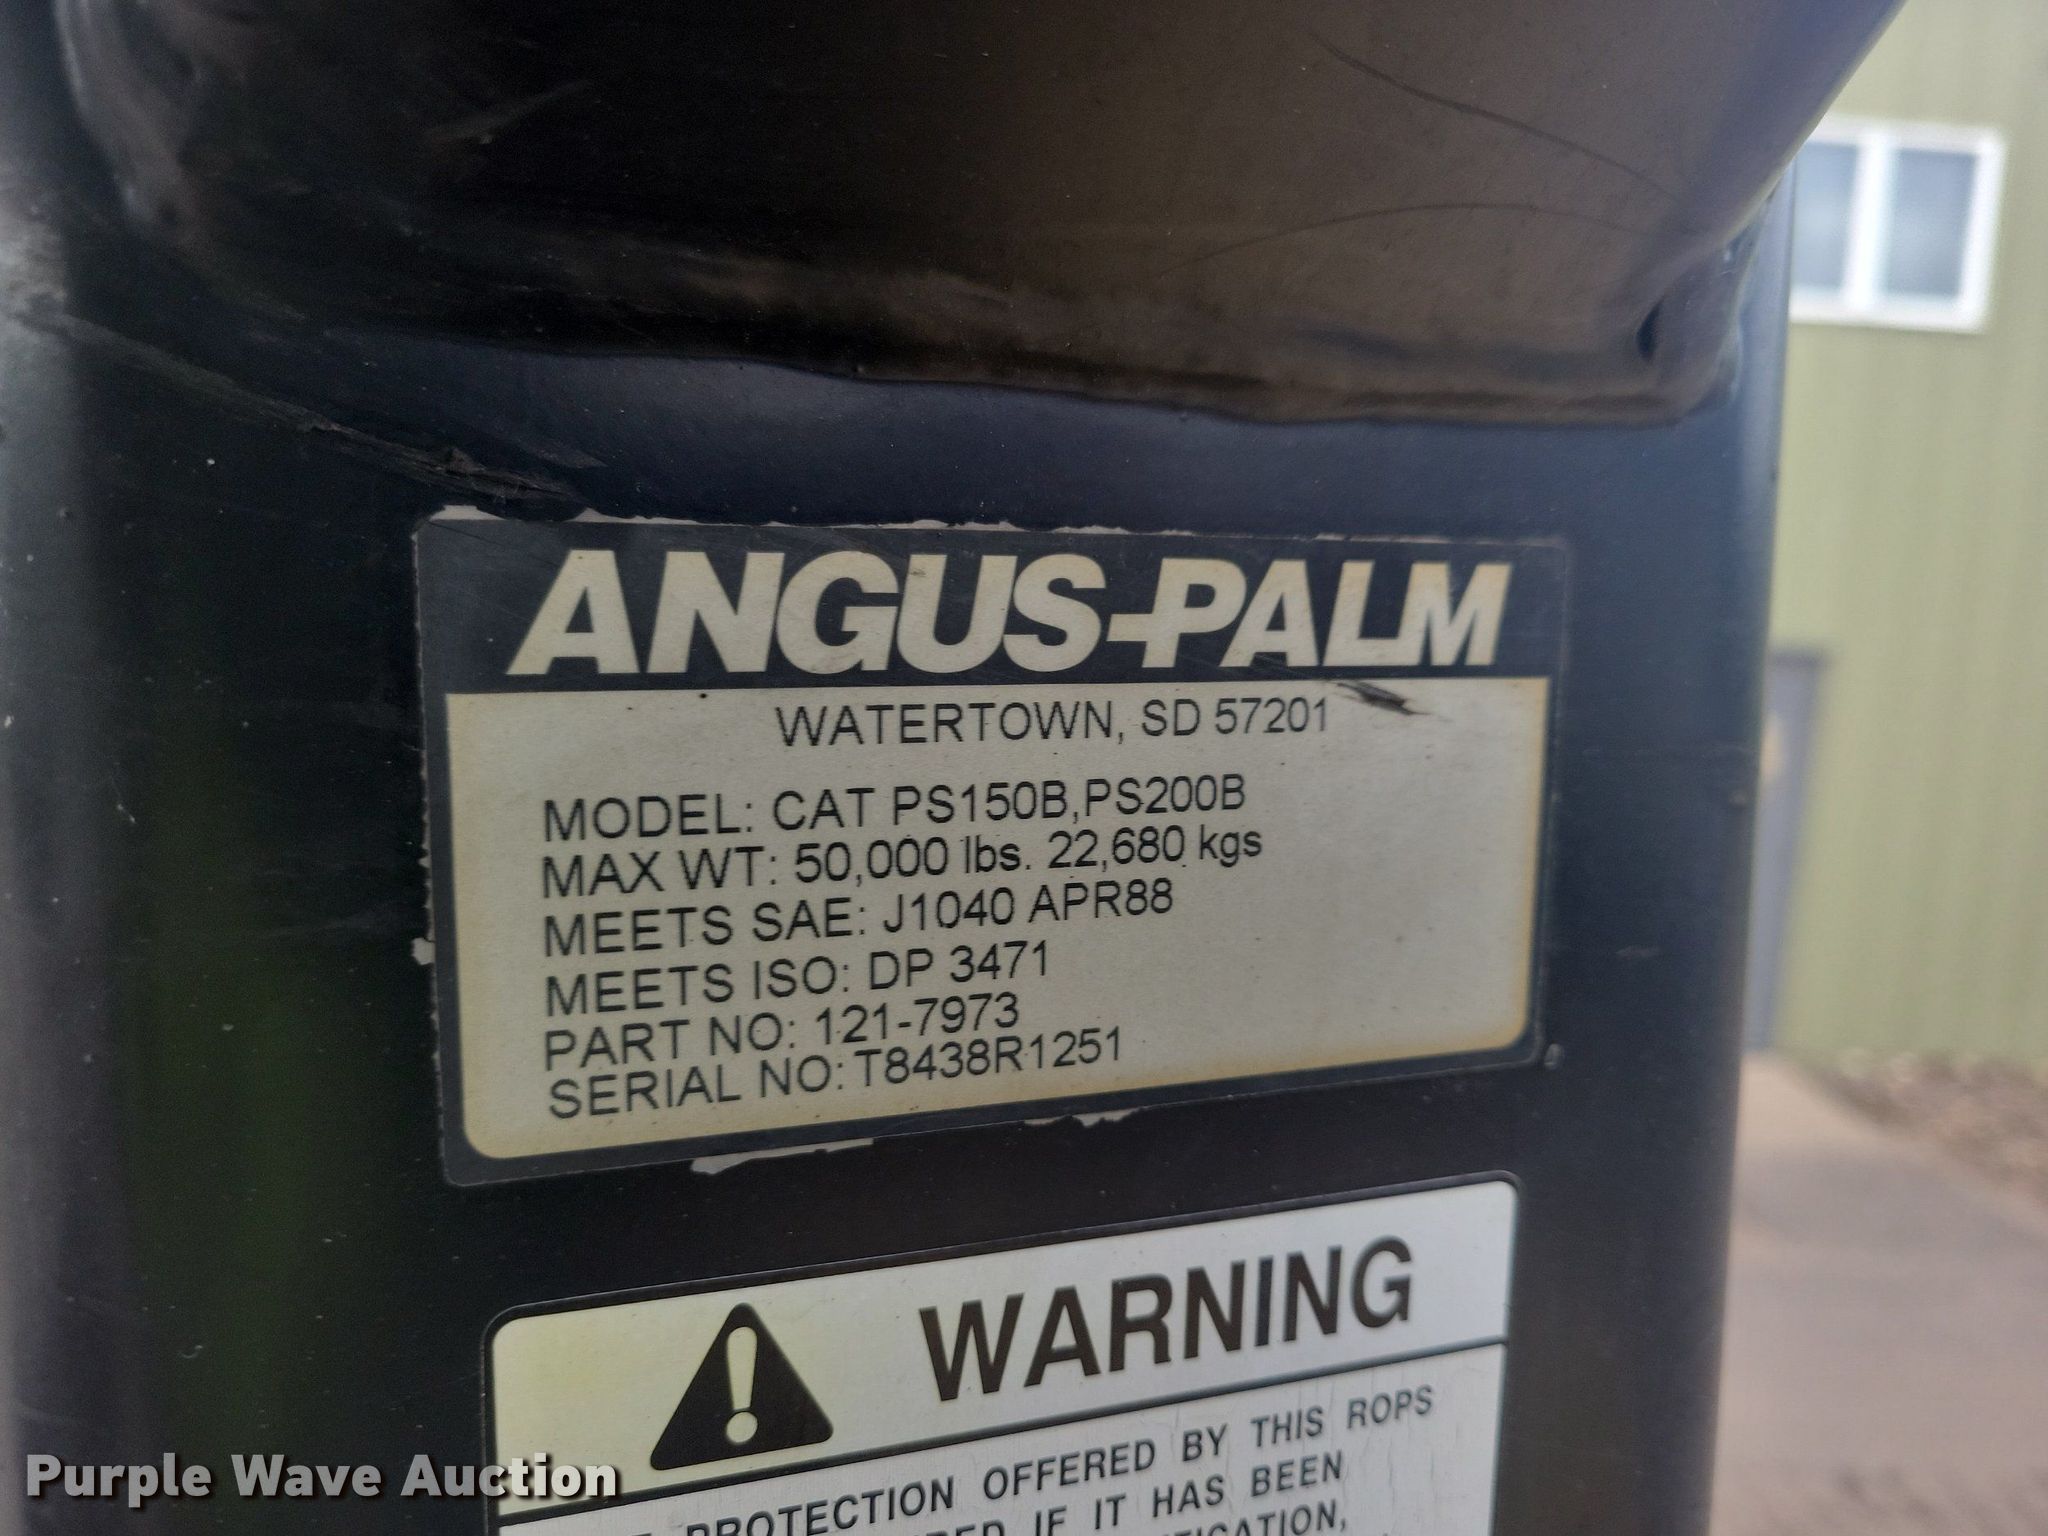 ANGUS-PALM
WATERTOWN, SD 57201
MODEL: CAT PS150B,PS200B
MAX WT: 50,000 lbs. 22,680 kgs
MEETS SAE: J1040 APR88
MEETS ISO: DP 3471
PART NO: 121-7973
SERIAL NO: T8438R1251
WARNING
PROTECTION OFFERED BY THIS ROPS
IF IT HAS BEEN
Purple Wave Auction